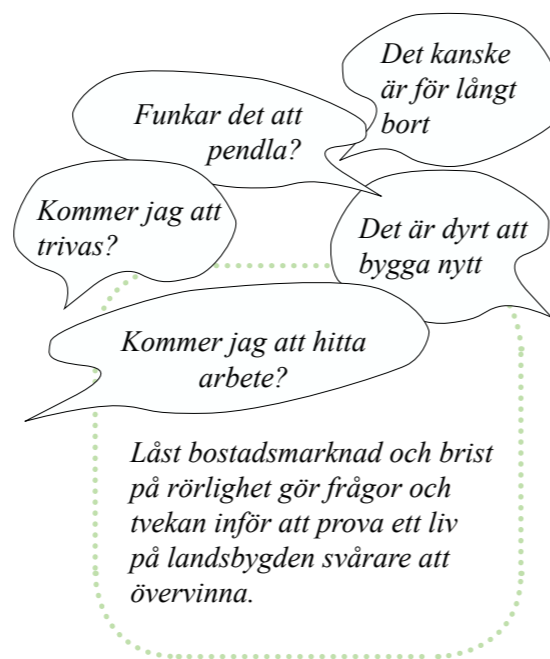 Det kanske
är för långt
bort
Funkar det att
pendla?
Kommer jag att
trivas?
Det är dyrt att
bygga nytt
Kommer jag att hitta
arbete?
Låst bostadsmarknad och brist
på rörlighet gör frågor och
tvekan inför att prova ett liv
på landsbygden svårare att
övervinna.